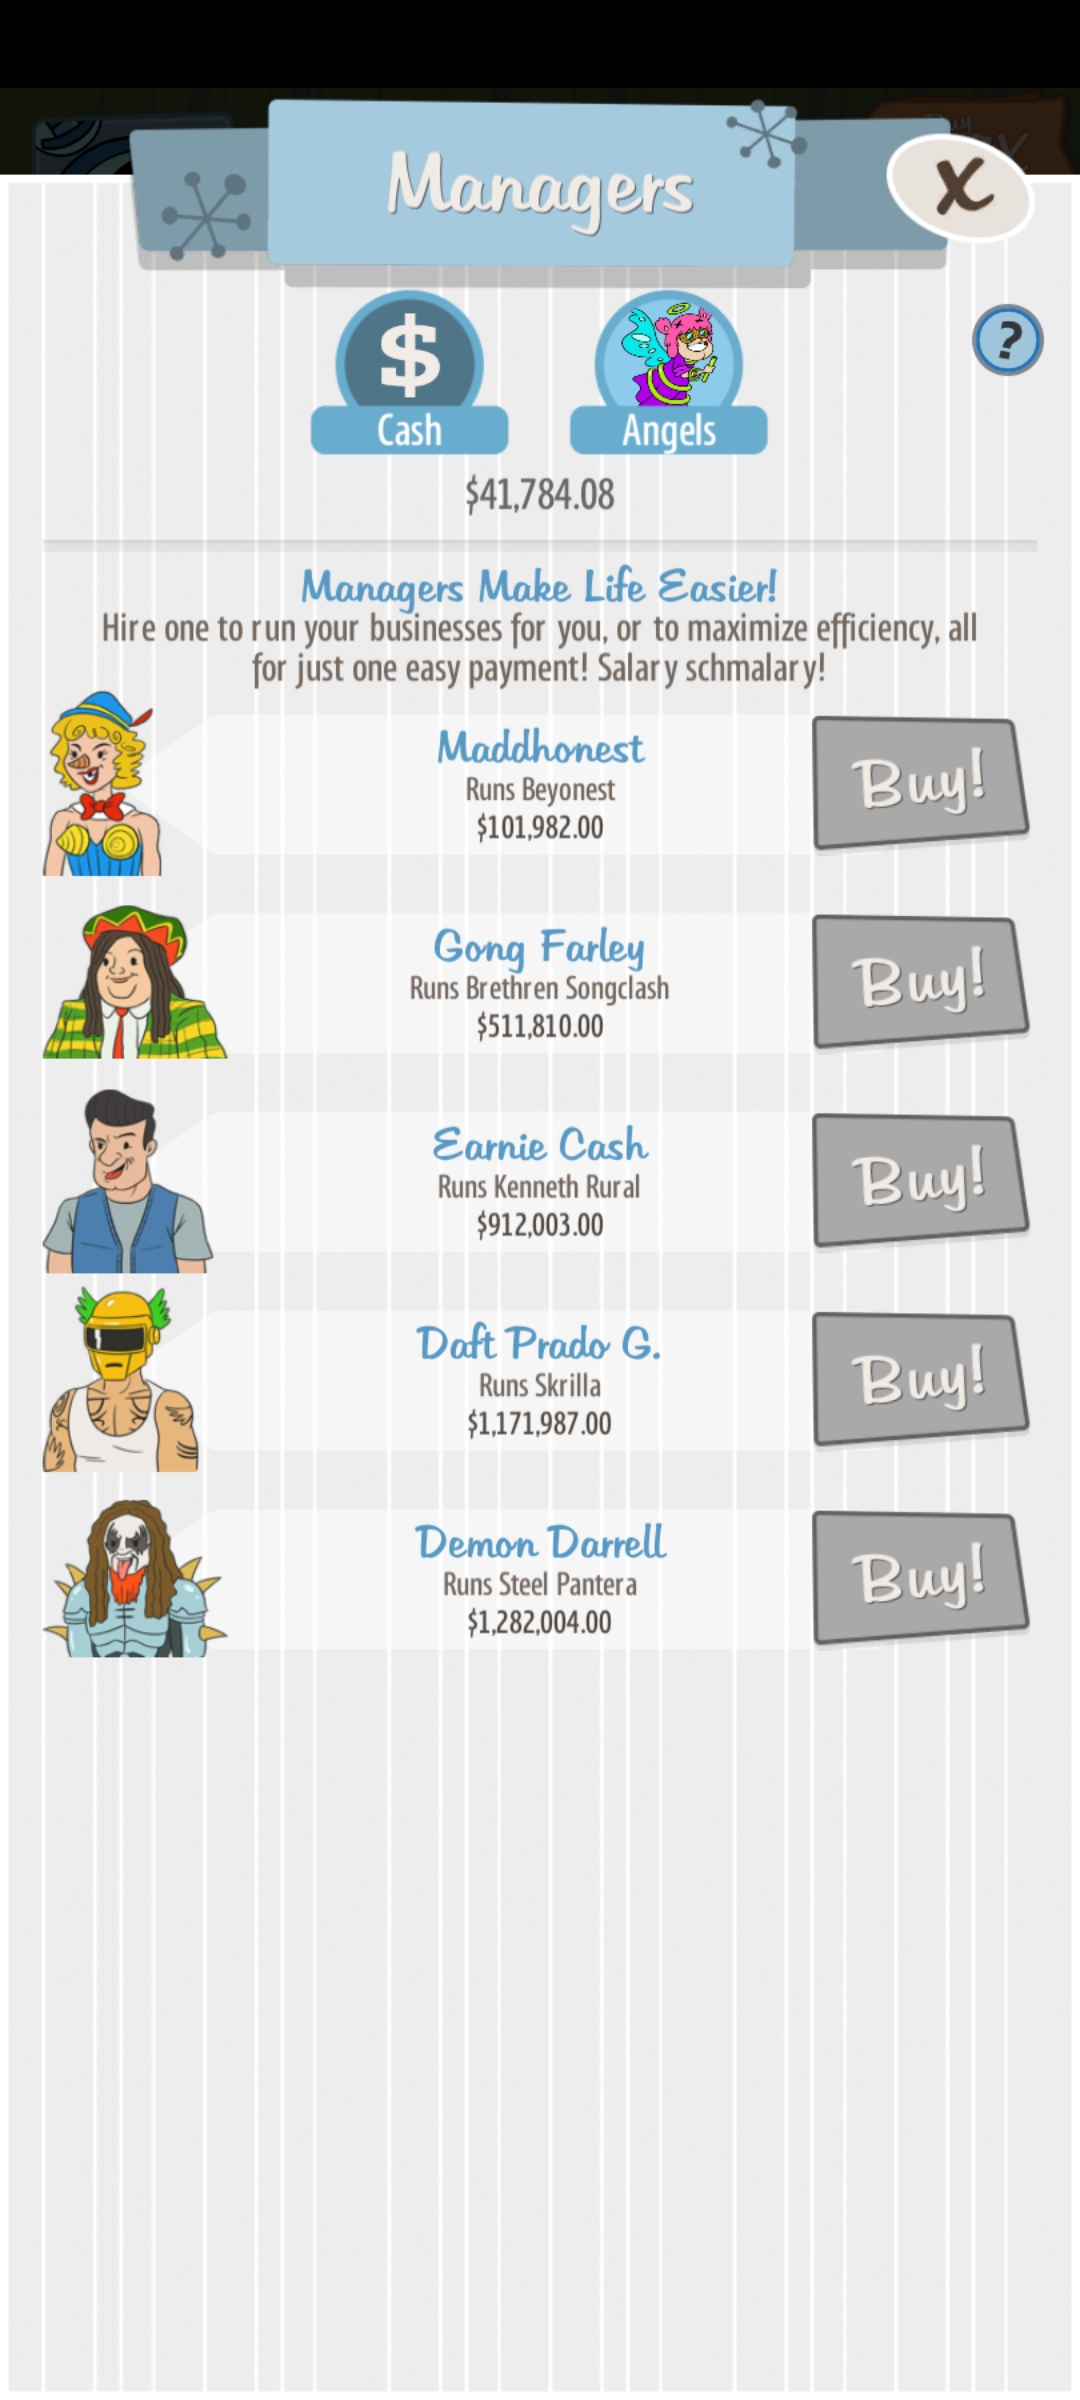 Managers
X
$
?
Cash
Angels
$41,784.08
Managers Make Life Easier!
Hire one to run your businesses for you, or to maximize efficiency, all
for just one easy payment! Salary schmalary!
Maddhonest
Runs Beyonest
$101,982.00
Buy!
Gong Farley
Runs Brethren Songclash
$511,810.00
Buy!
Earnie Cash
Runs Kenneth Rural
$912,003.00
Buy!
Daft Prado G.
Runs Skrilla
$1,171,987.00
Buy!
Demon Darrell
Runs Steel Pantera
$1,282,004.00
Buy!